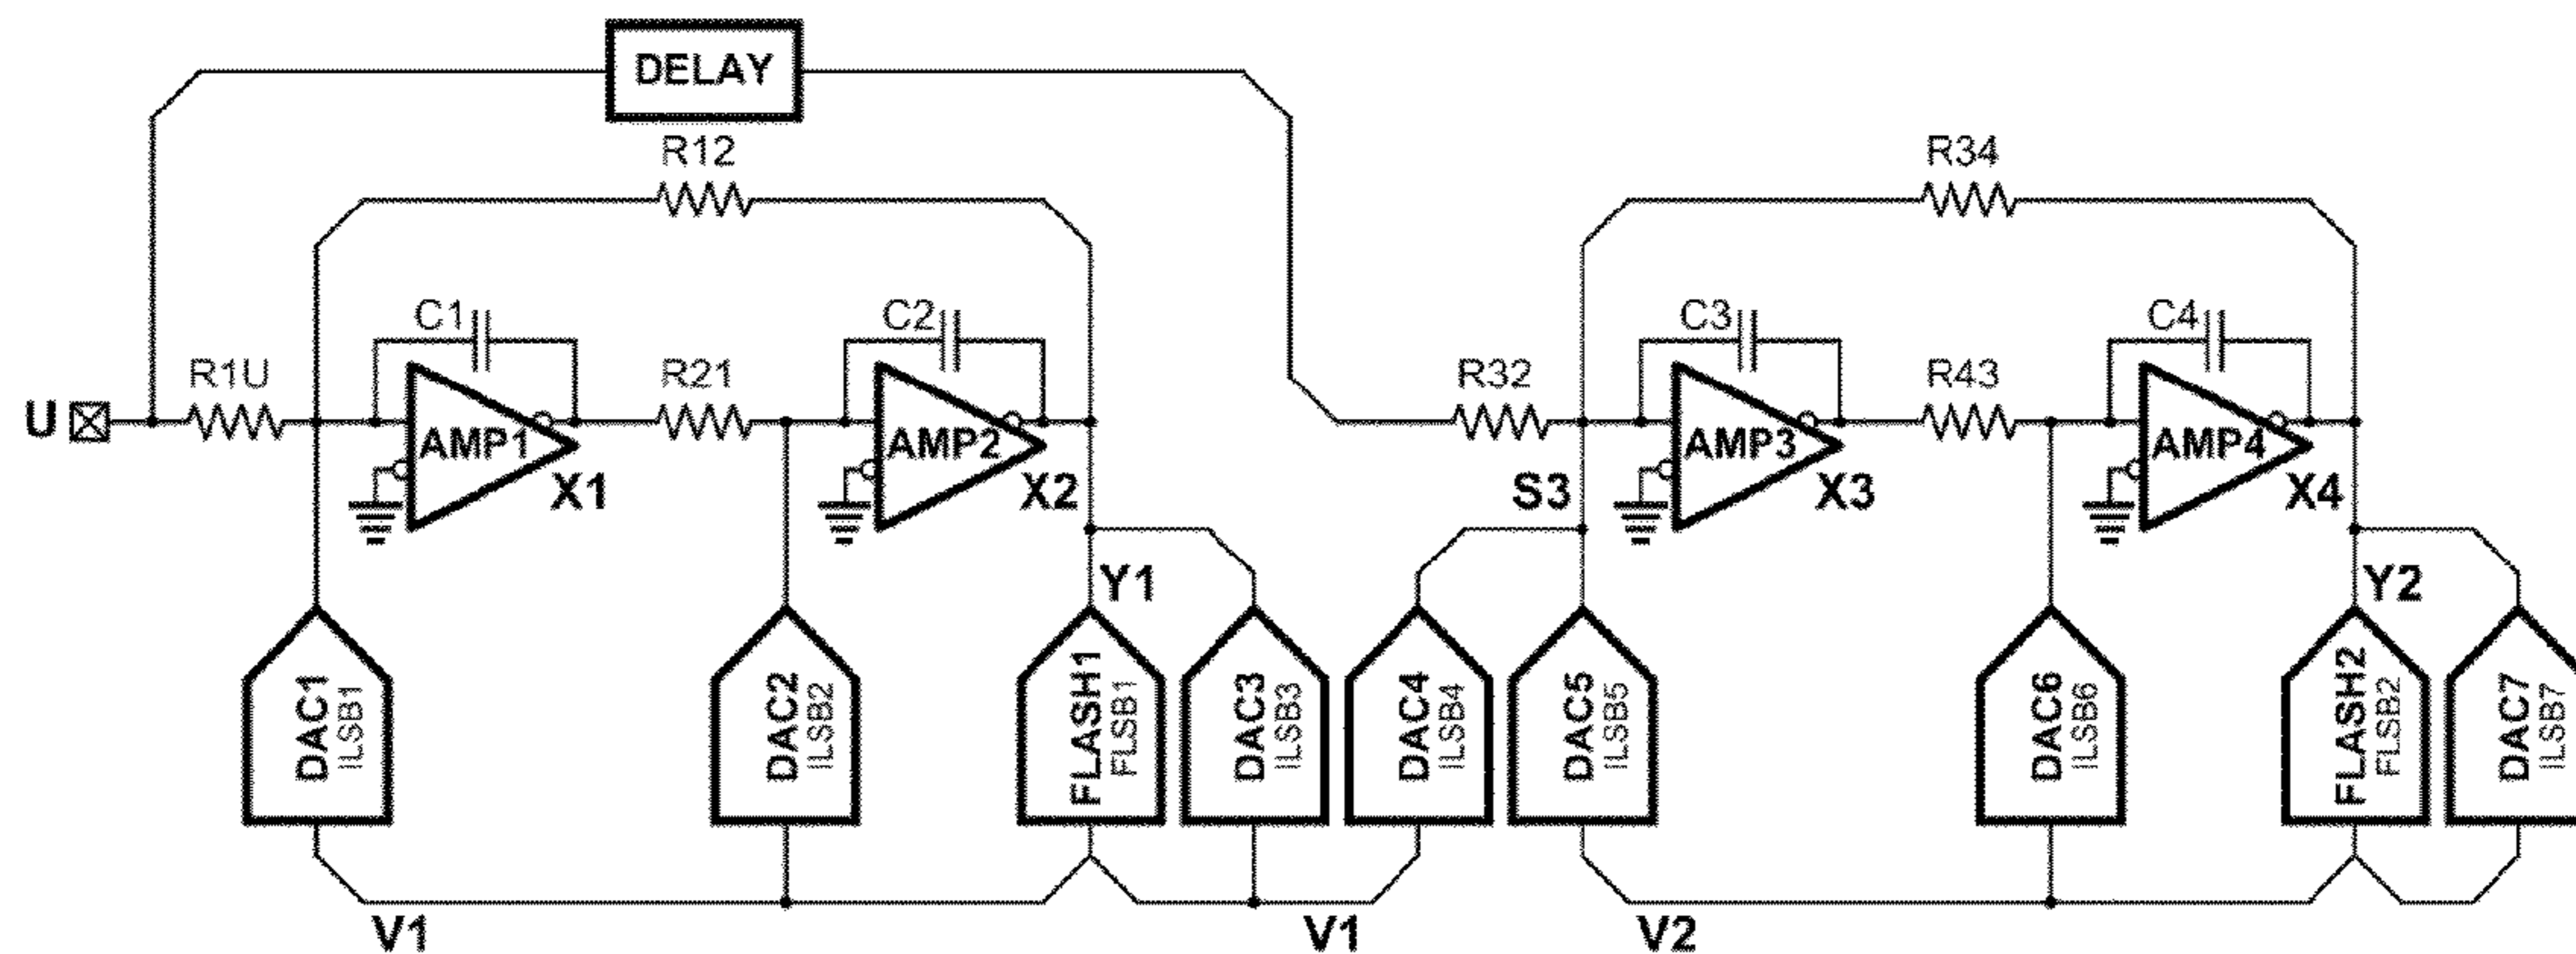 DELAY
R12
R34
C1
C2
C3
C4
R1U
R21
R32
R43
U
AMP1
AMP2
AMP3
AMP4
X1
X2
S3
X3
X4
Y1
Y2
DAC1
ILSB1
DAC2
ILSB2
FLASH1
FLSB1
DAC3
ILSB3
DAC4
ILSB4
DAC5
ILSB5
DAC6
ILSB6
FLASH2
FLSB2
DAC7
ILSB7
V1
V1
V2